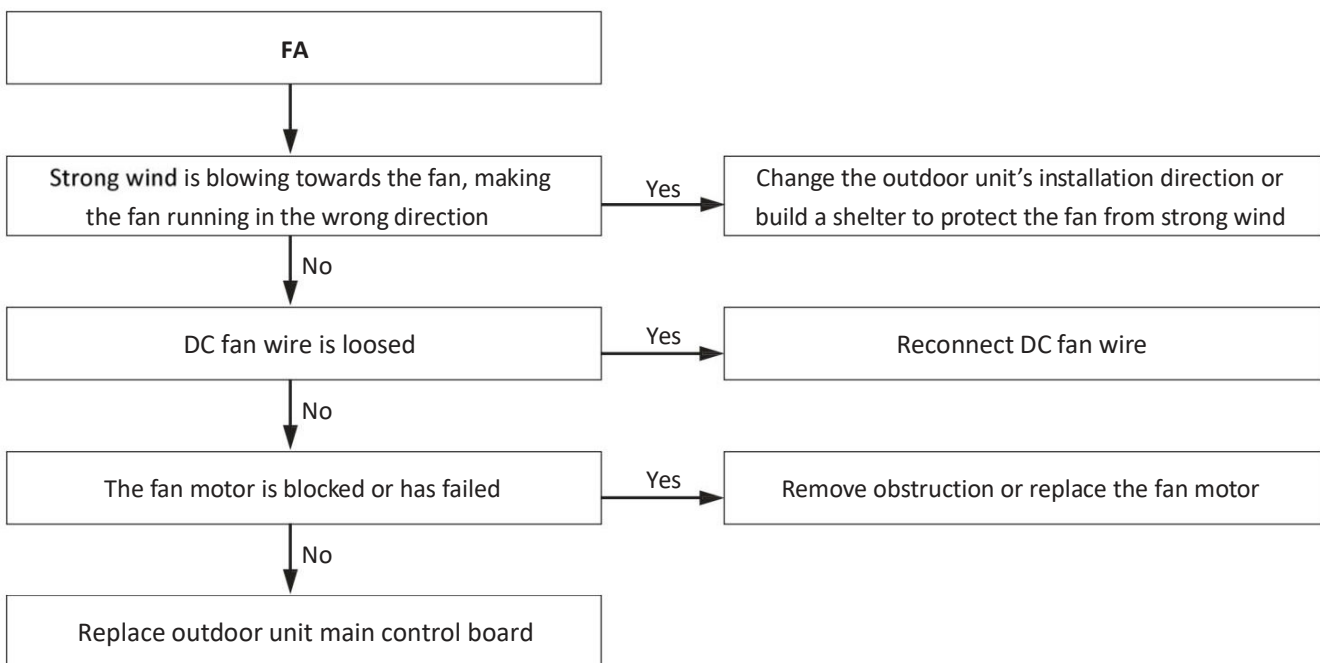 FA
Strong wind is blowing towards the fan, making
the fan running in the wrong direction
Yes
Change the outdoor unit’s installation direction or
build a shelter to protect the fan from strong wind
No
DC fan wire is loosed
Yes
Reconnect DC fan wire
No
The fan motor is blocked or has failed
Yes
Remove obstruction or replace the fan motor
No
Replace outdoor unit main control board